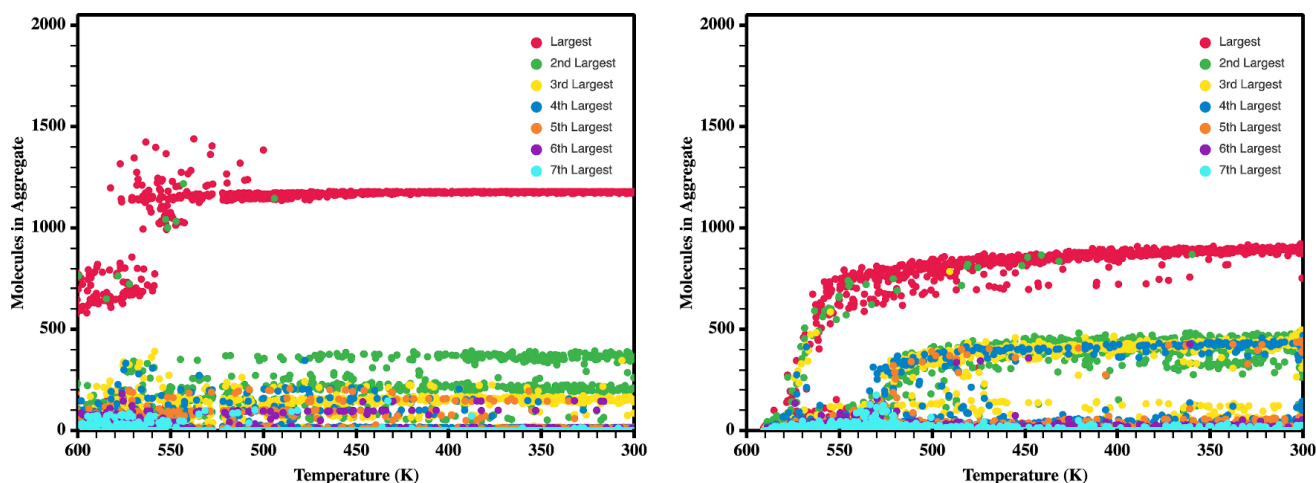 2000
1500
1000
500
0
Molecules in Aggregate
Largest
2nd Largest
3rd Largest
4th Largest
5th Largest
6th Largest
7th Largest
600
550
500
450
400
350
300
Temperature (K)
2000
1500
1000
500
0
Molecules in Aggregate
Largest
2nd Largest
3rd Largest
4th Largest
5th Largest
6th Largest
7th Largest
600
550
500
450
400
350
300
Temperature (K)